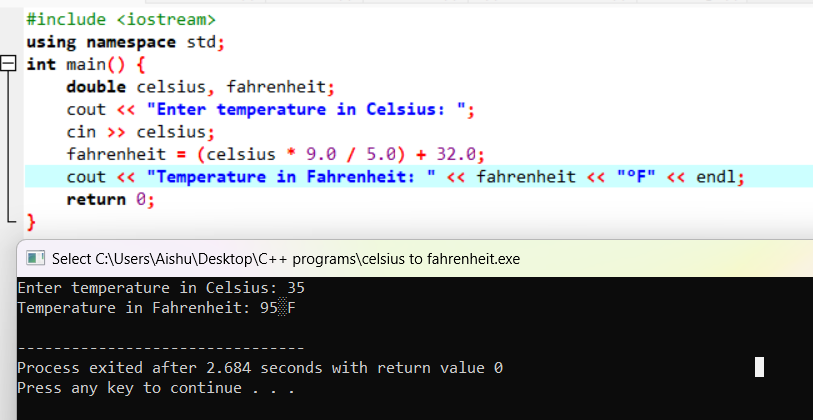 #include <iostream>
using namespace std;
int main() {
double celsius, fahrenheit;
cout << "Enter temperature in Celsius: ";
cin >> celsius;
fahrenheit = (celsius * 9.0 / 5.0) + 32.0;
cout << "Temperature in Fahrenheit: " << fahrenheit << "°F" << endl;
return 0;
}
Select C:\Users\Aishu\Desktop\C++ programs\celsius to fahrenheit.exe
Enter temperature in Celsius: 35
Temperature in Fahrenheit: 95░F
--------------------------------
Process exited after 2.684 seconds with return value 0
Press any key to continue . . .